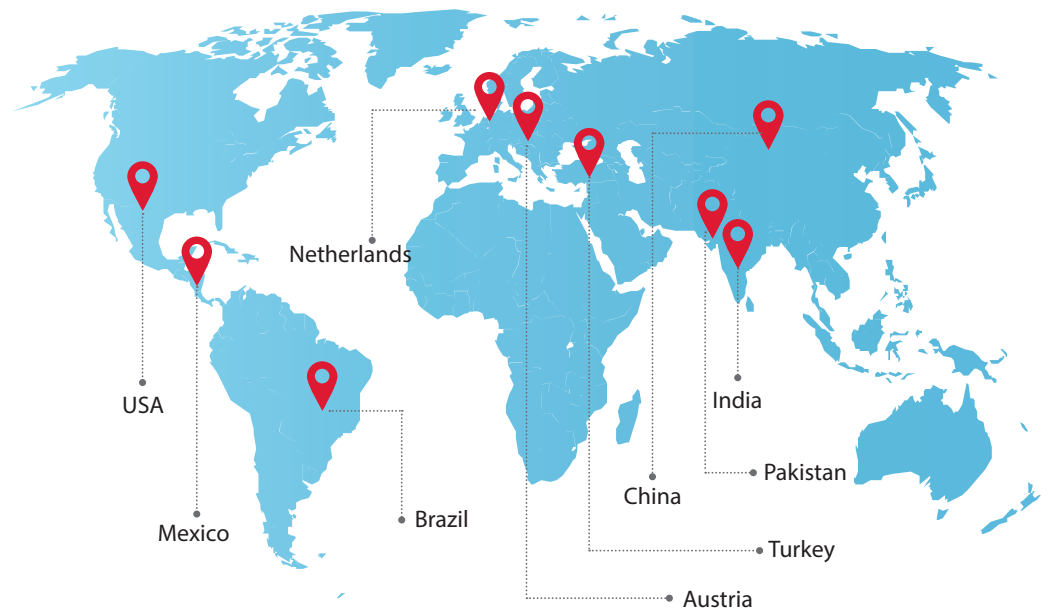 Netherlands
USA
India
Pakistan
China
Brazil
Mexico
Turkey
Austria